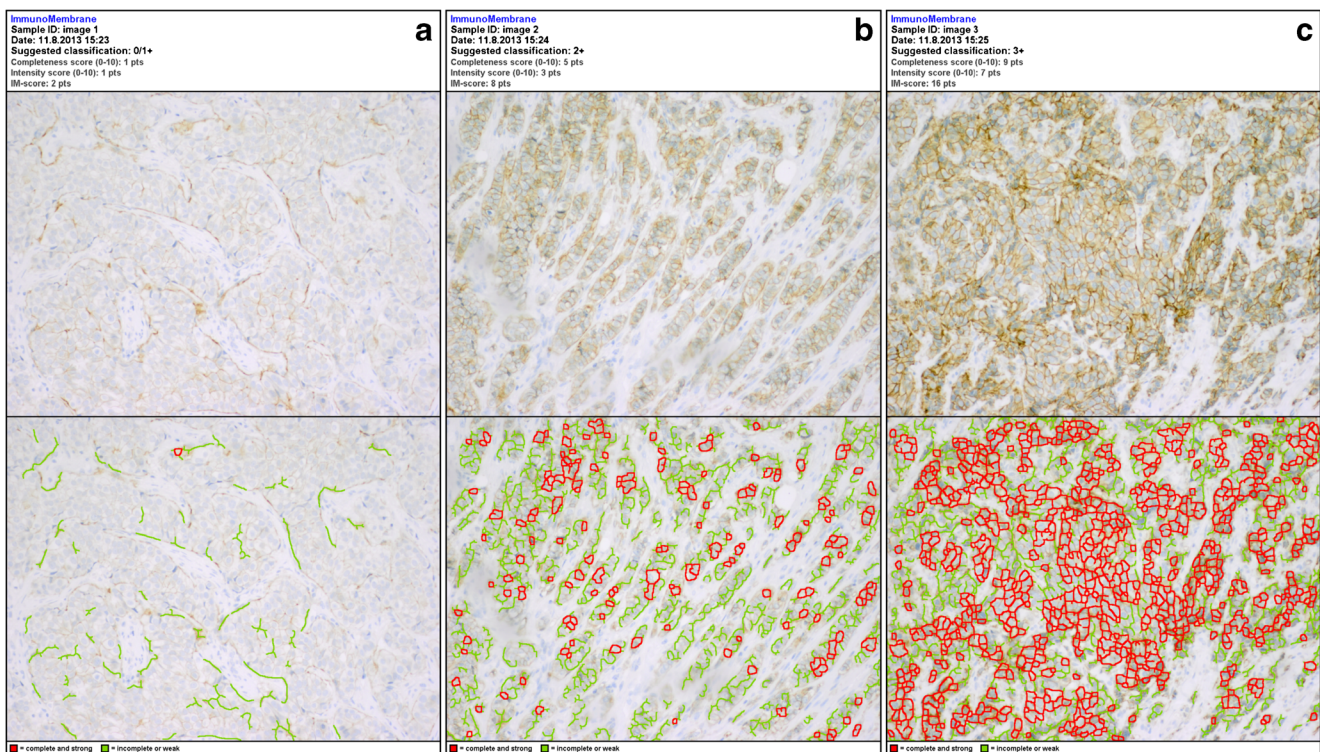 ImmunoMembrane
Sample ID: image 1
Date: 11.8.2013 15:23
Suggested classification: 0/1+
Completeness score (0-10): 1 pts
Intensity score (0-10): 1 pts
IM-score: 2 pts
a
= complete and strong = incomplete or weak
ImmunoMembrane
Sample ID: image 2
Date: 11.8.2013 15:24
Suggested classification: 2+
Completeness score (0-10): 5 pts
Intensity score (0-10): 3 pts
IM-score: 8 pts
b
= complete and strong = incomplete or weak
ImmunoMembrane
Sample ID: image 3
Date: 11.8.2013 15:25
Suggested classification: 3+
Completeness score (0-10): 9 pts
Intensity score (0-10): 7 pts
IM-score: 16 pts
c
= complete and strong = incomplete or weak